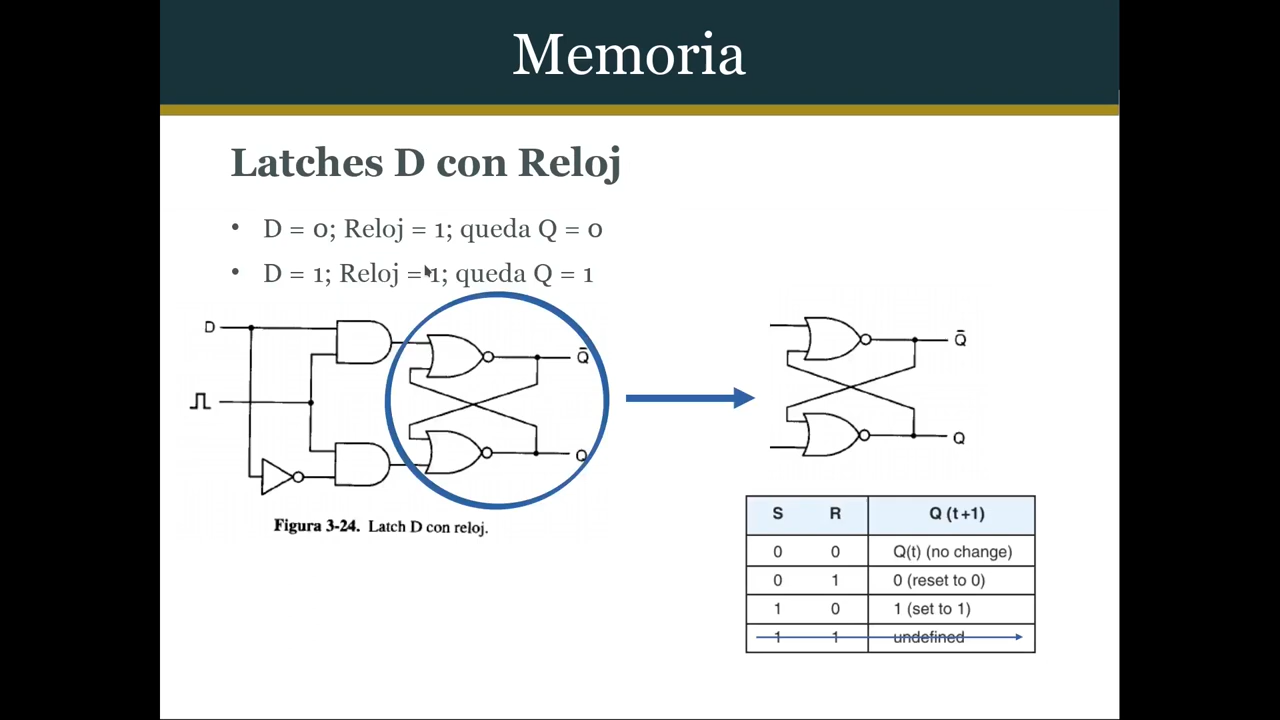 Memoria
Latches D con Reloj
• D = 0; Reloj = 1; queda Q = 0
• D = 1; Reloj = 1; queda Q = 1
D
Q̄
Q
Figura 3-24. Latch D con reloj.
Q̄
Q
S R Q (t+1)
0 0 Q(t) (no change)
0 1 0 (reset to 0)
1 0 1 (set to 1)
1 1 undefined